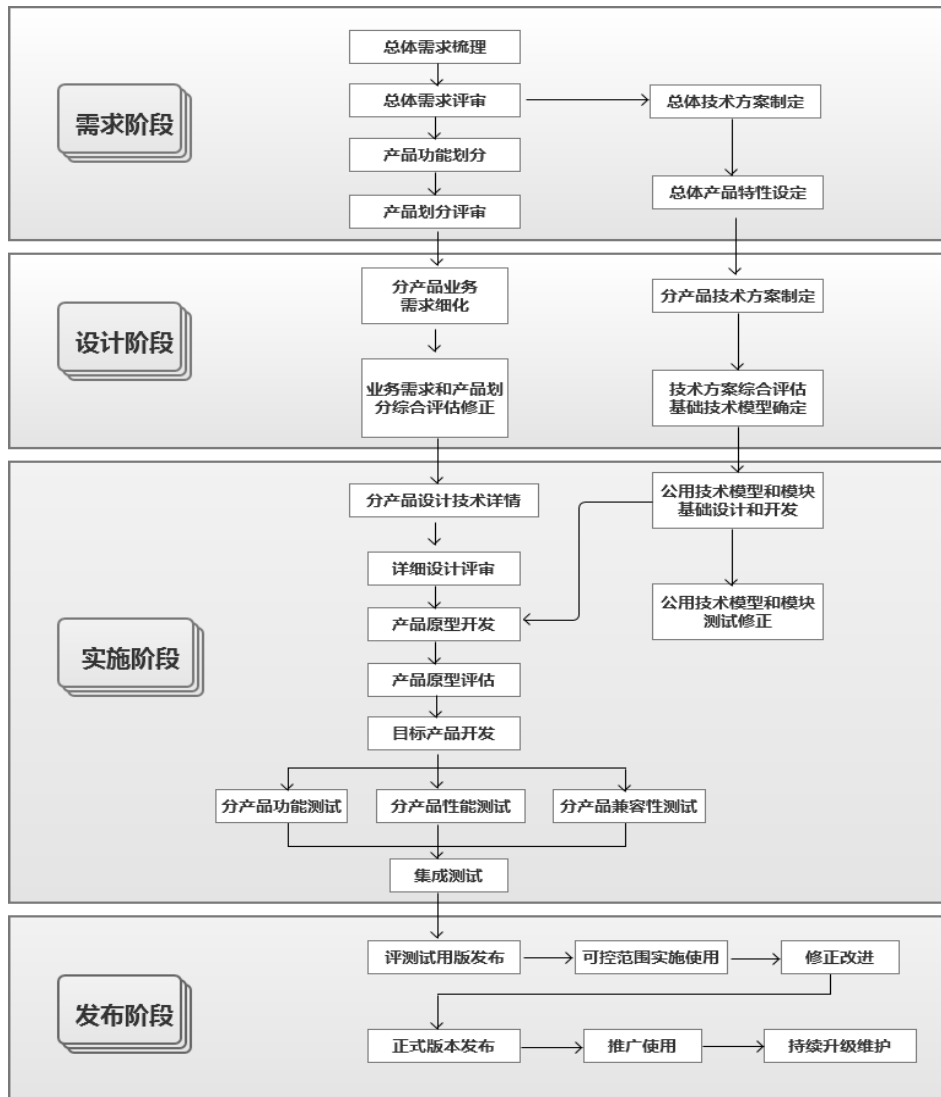 需求阶段
总体需求梳理
总体需求评审
总体技术方案制定
产品功能划分
产品划分评审
总体产品特性设定
设计阶段
分产品业务
需求细化
分产品技术方案制定
业务需求和产品划
分综合评估修正
技术方案综合评估
基础技术模型确定
实施阶段
分产品设计技术详情
公用技术模型和模块
基础设计和开发
详细设计评审
公用技术模型和模块
测试修正
产品原型开发
产品原型评估
目标产品开发
分产品功能测试
分产品性能测试
分产品兼容性测试
集成测试
发布阶段
评测试用版发布
可控范围实施使用
修正改进
正式版本发布
推广使用
持续升级维护